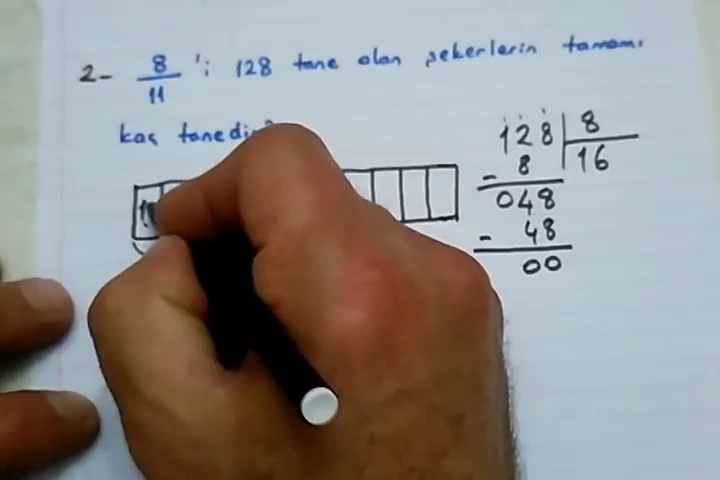 2- 8/11 'i 128 tane olan şekerlerin tamamı
kaç tanedir?
128 | 8
- 8 16
048
- 48
00